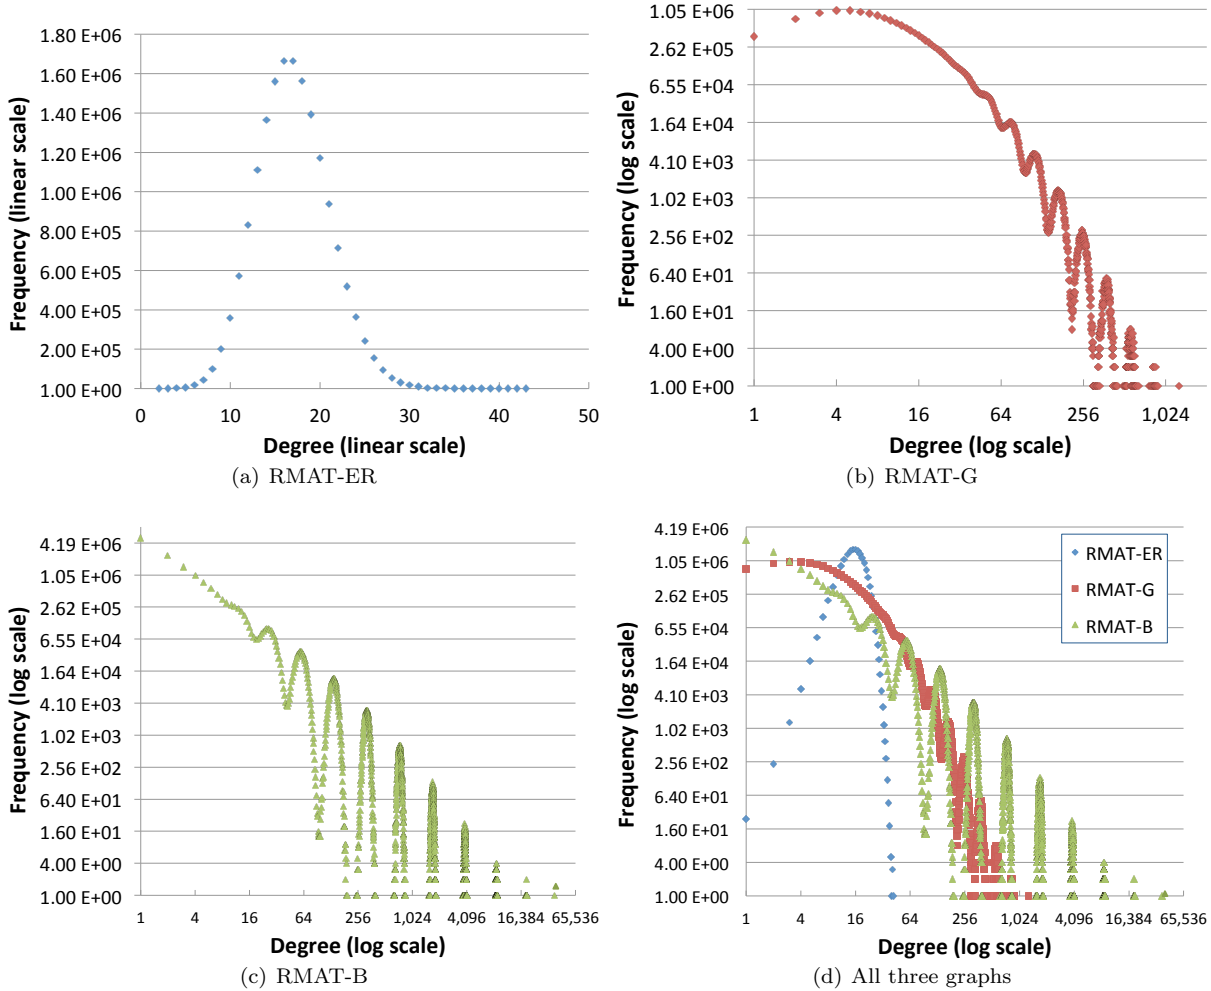 1.80 E+06
1.60 E+06
1.40 E+06
1.20 E+06
1.00 E+06
8.00 E+05
6.00 E+05
4.00 E+05
2.00 E+05
1.00 E+00
Frequency (linear scale)
0 10 20 30 40 50
Degree (linear scale)
(a) RMAT-ER
1.05 E+06
2.62 E+05
6.55 E+04
1.64 E+04
4.10 E+03
1.02 E+03
2.56 E+02
6.40 E+01
1.60 E+01
4.00 E+00
1.00 E+00
Frequency (log scale)
1 4 16 64 256 1,024
Degree (log scale)
(b) RMAT-G
4.19 E+06
1.05 E+06
2.62 E+05
6.55 E+04
1.64 E+04
4.10 E+03
1.02 E+03
2.56 E+02
6.40 E+01
1.60 E+01
4.00 E+00
1.00 E+00
Frequency (log scale)
1 4 16 64 256 1,024 4,096 16,384 65,536
Degree (log scale)
(c) RMAT-B
4.19 E+06
1.05 E+06
2.62 E+05
6.55 E+04
1.64 E+04
4.10 E+03
1.02 E+03
2.56 E+02
6.40 E+01
1.60 E+01
4.00 E+00
1.00 E+00
Frequency (log scale)
RMAT-ER
RMAT-G
RMAT-B
1 4 16 64 256 1,024 4,096 16,384 65,536
Degree (log scale)
(d) All three graphs